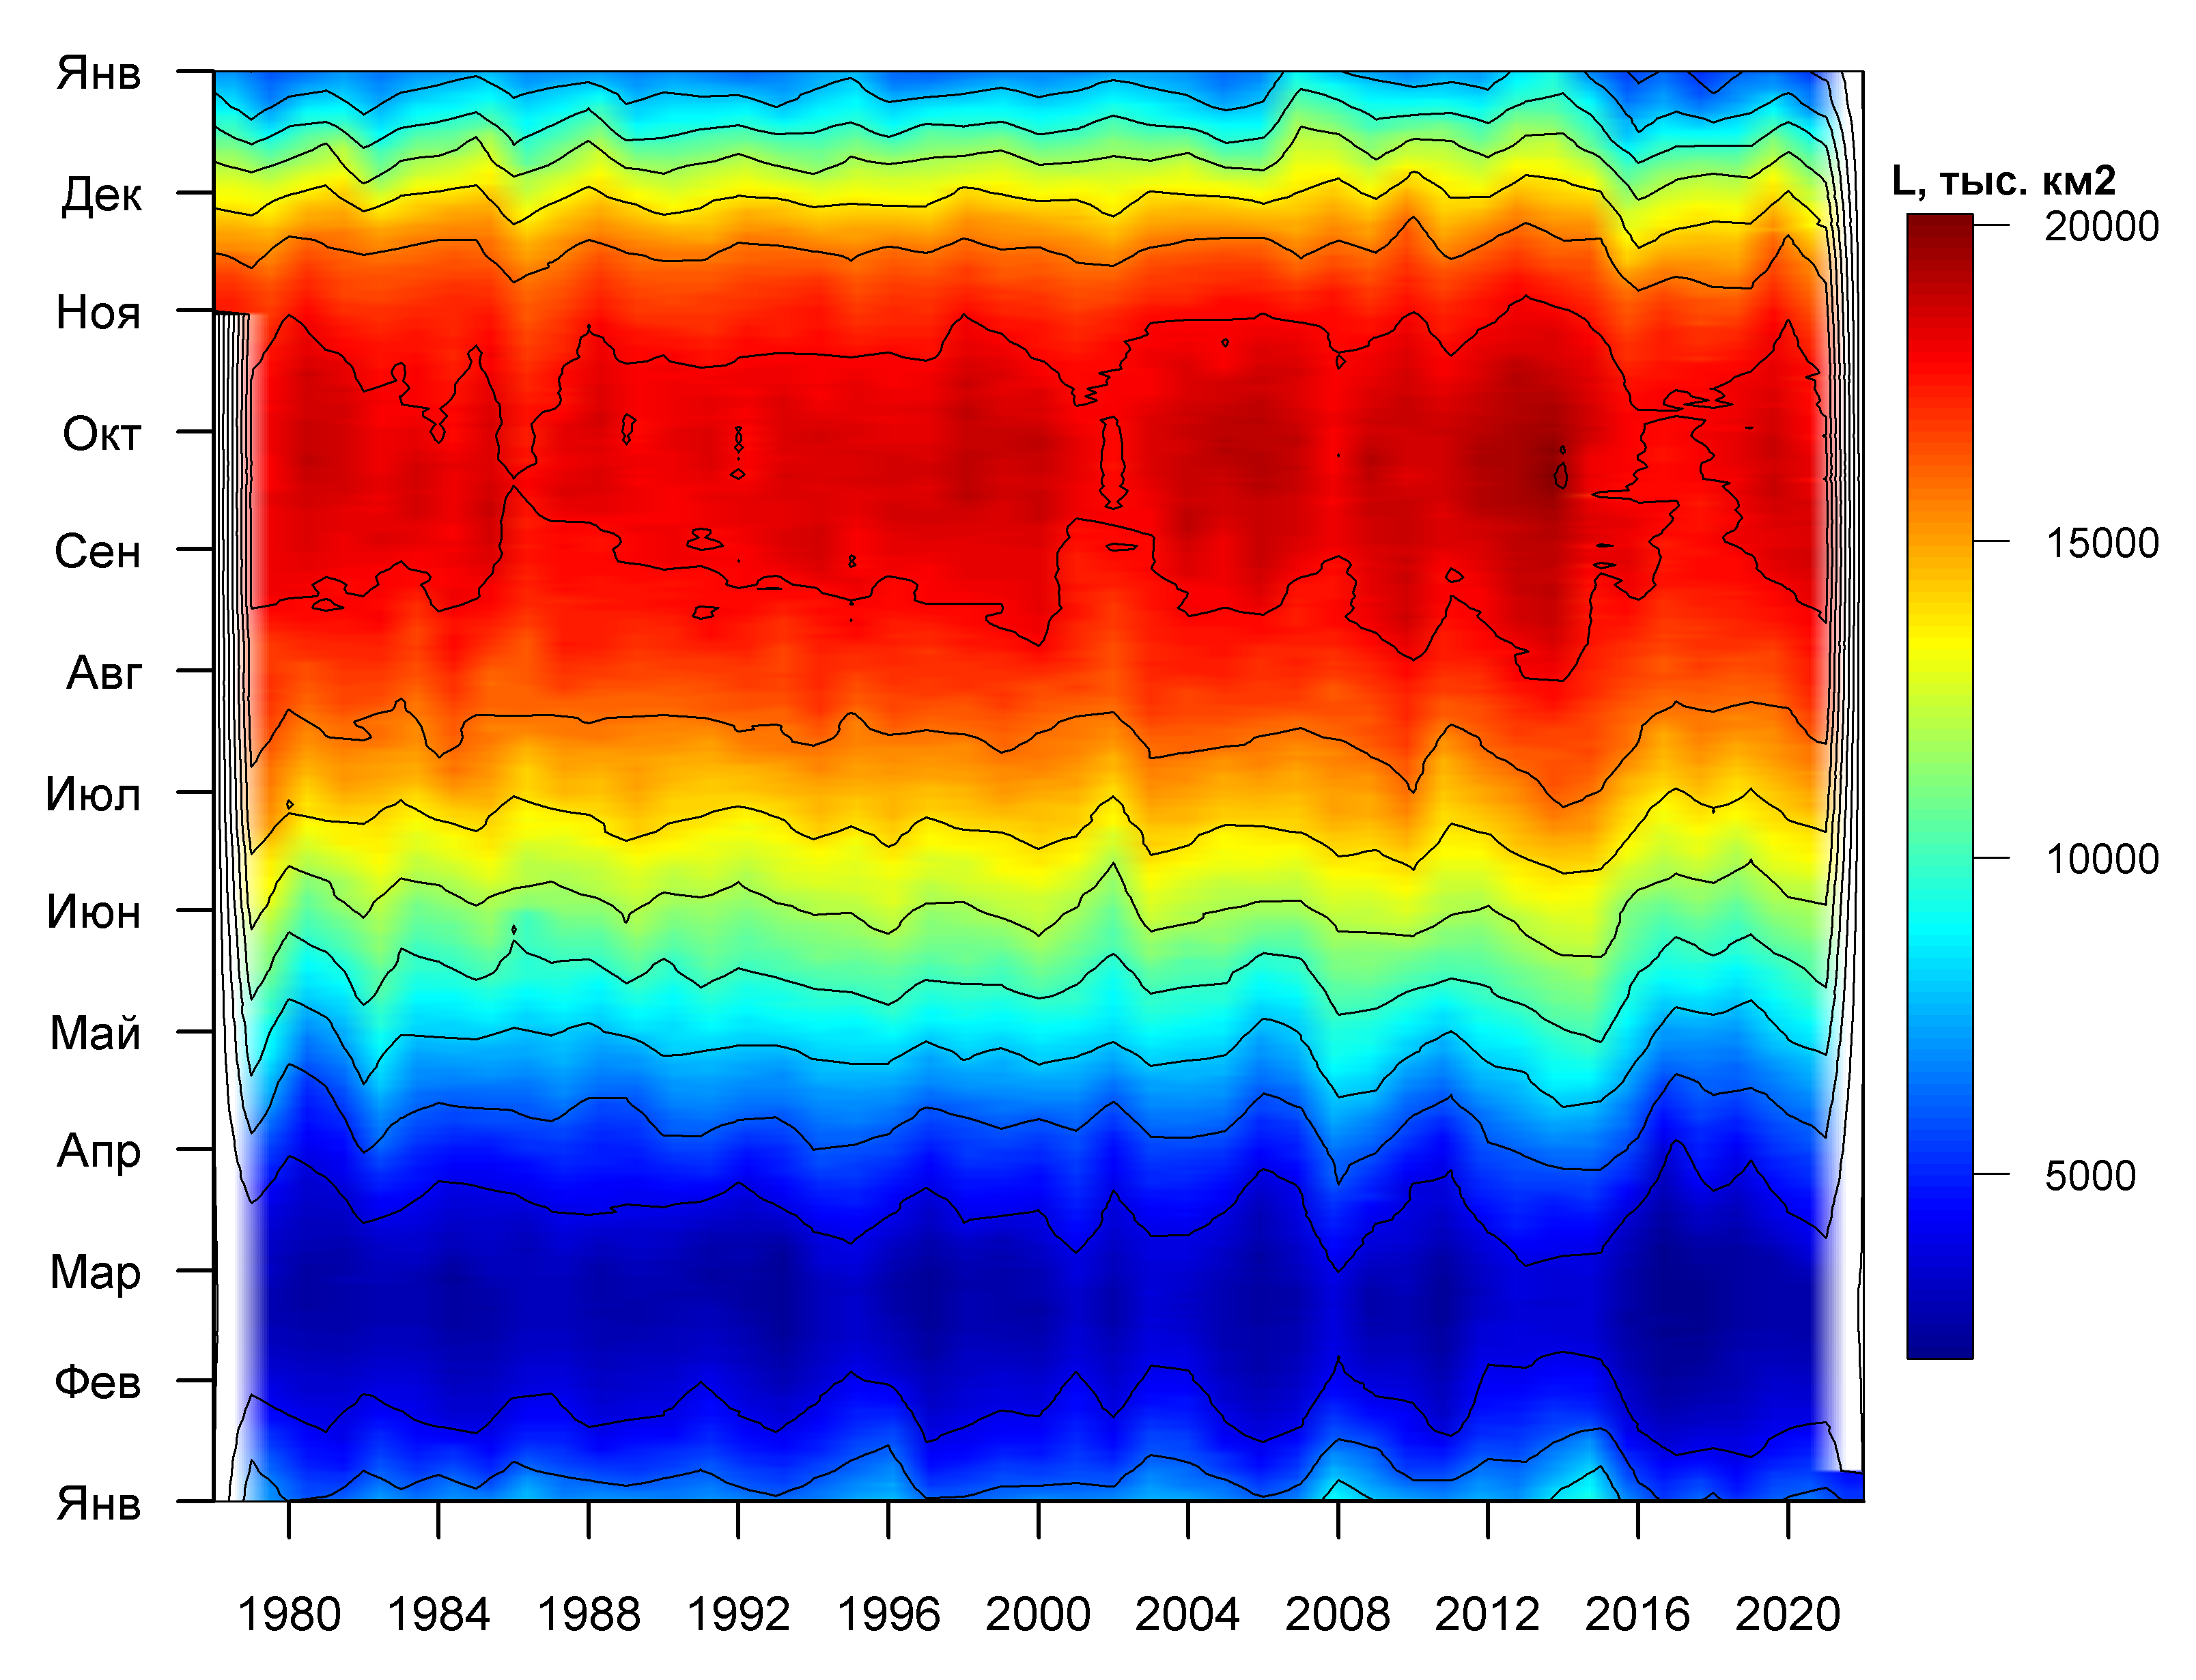 Янв
Дек
Ноя
Окт
Сен
Авг
Июл
Июн
Май
Апр
Мар
Фев
Янв
1980 1984 1988 1992 1996 2000 2004 2008 2012 2016 2020
L, тыс. км2
20000
15000
10000
5000